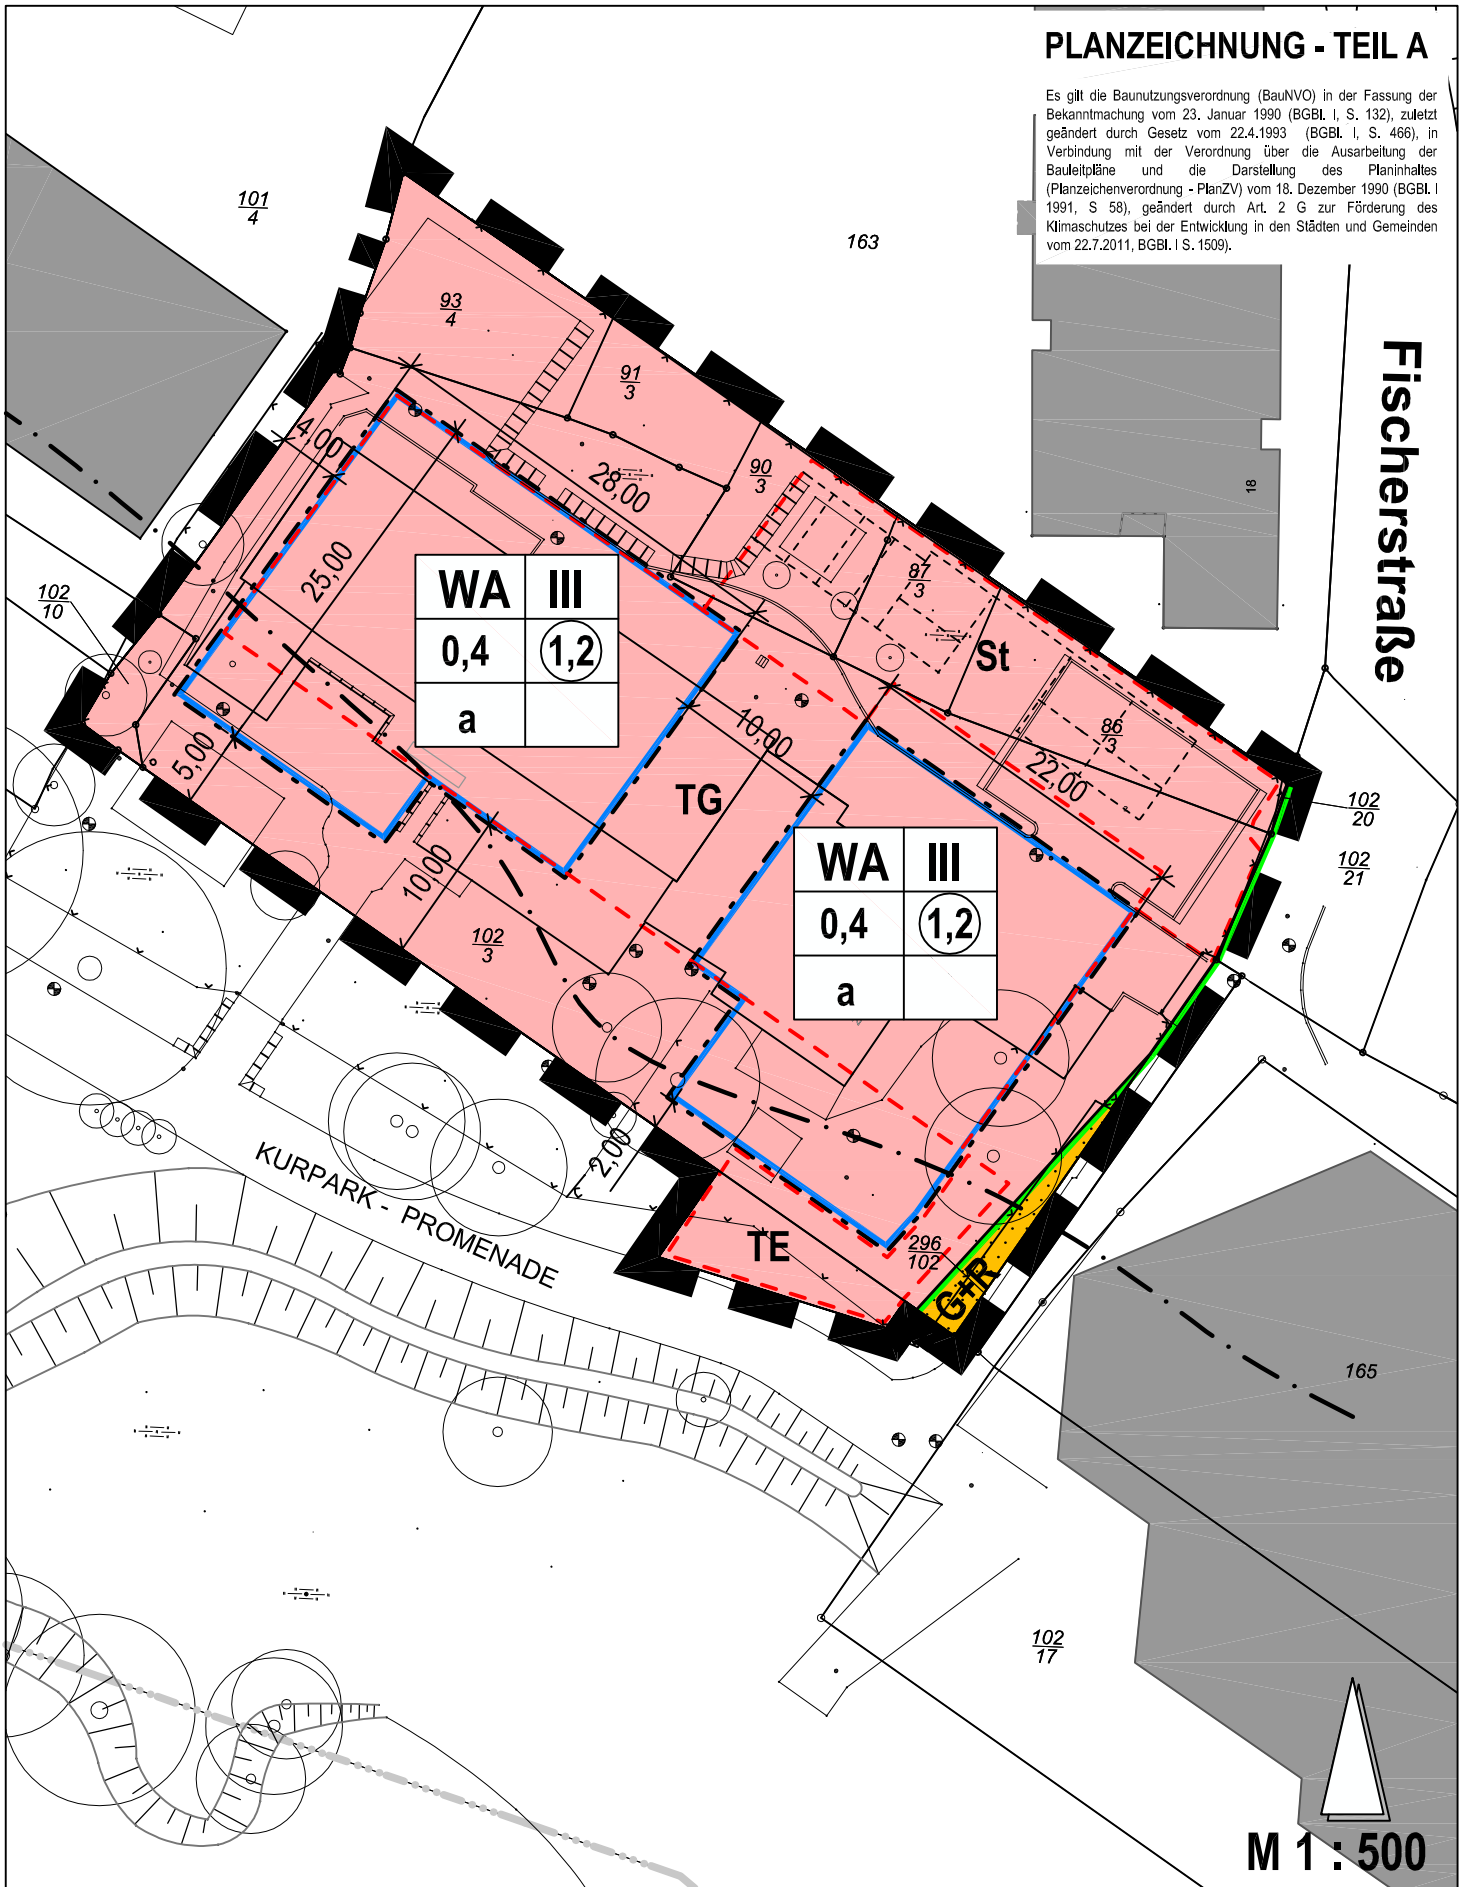 PLANZEICHNUNG - TEIL A
Es gilt die Baunutzungsverordnung (BauNVO) in der Fassung der
Bekanntmachung vom 23. Januar 1990 (BGBl. I, S. 132), zuletzt
geändert durch Gesetz vom 22.4.1993 (BGBl. I, S. 466), in
Verbindung mit der Verordnung über die Ausarbeitung der
Bauleitpläne und die Darstellung des Planinhaltes
(Planzeichenverordnung - PlanZV) vom 18. Dezember 1990 (BGBl. I
1991, S 58), geändert durch Art. 2 G zur Förderung des
Klimaschutzes bei der Entwicklung in den Städten und Gemeinden
vom 22.7.2011, BGBl. I S. 1509).
101
4
163
93
4
91
3
Fischerstraße
4,00
28,00
90
3
18
25,00
87
3
102
10
WA III
0,4 1,2
a
St
5,00
10,00
86
3
22,00
TG
102
20
102
21
10,00
WA III
0,4 1,2
a
102
3
2,00
KURPARK - PROMENADE
TE
296
102
G+R
165
102
17
M 1 : 500